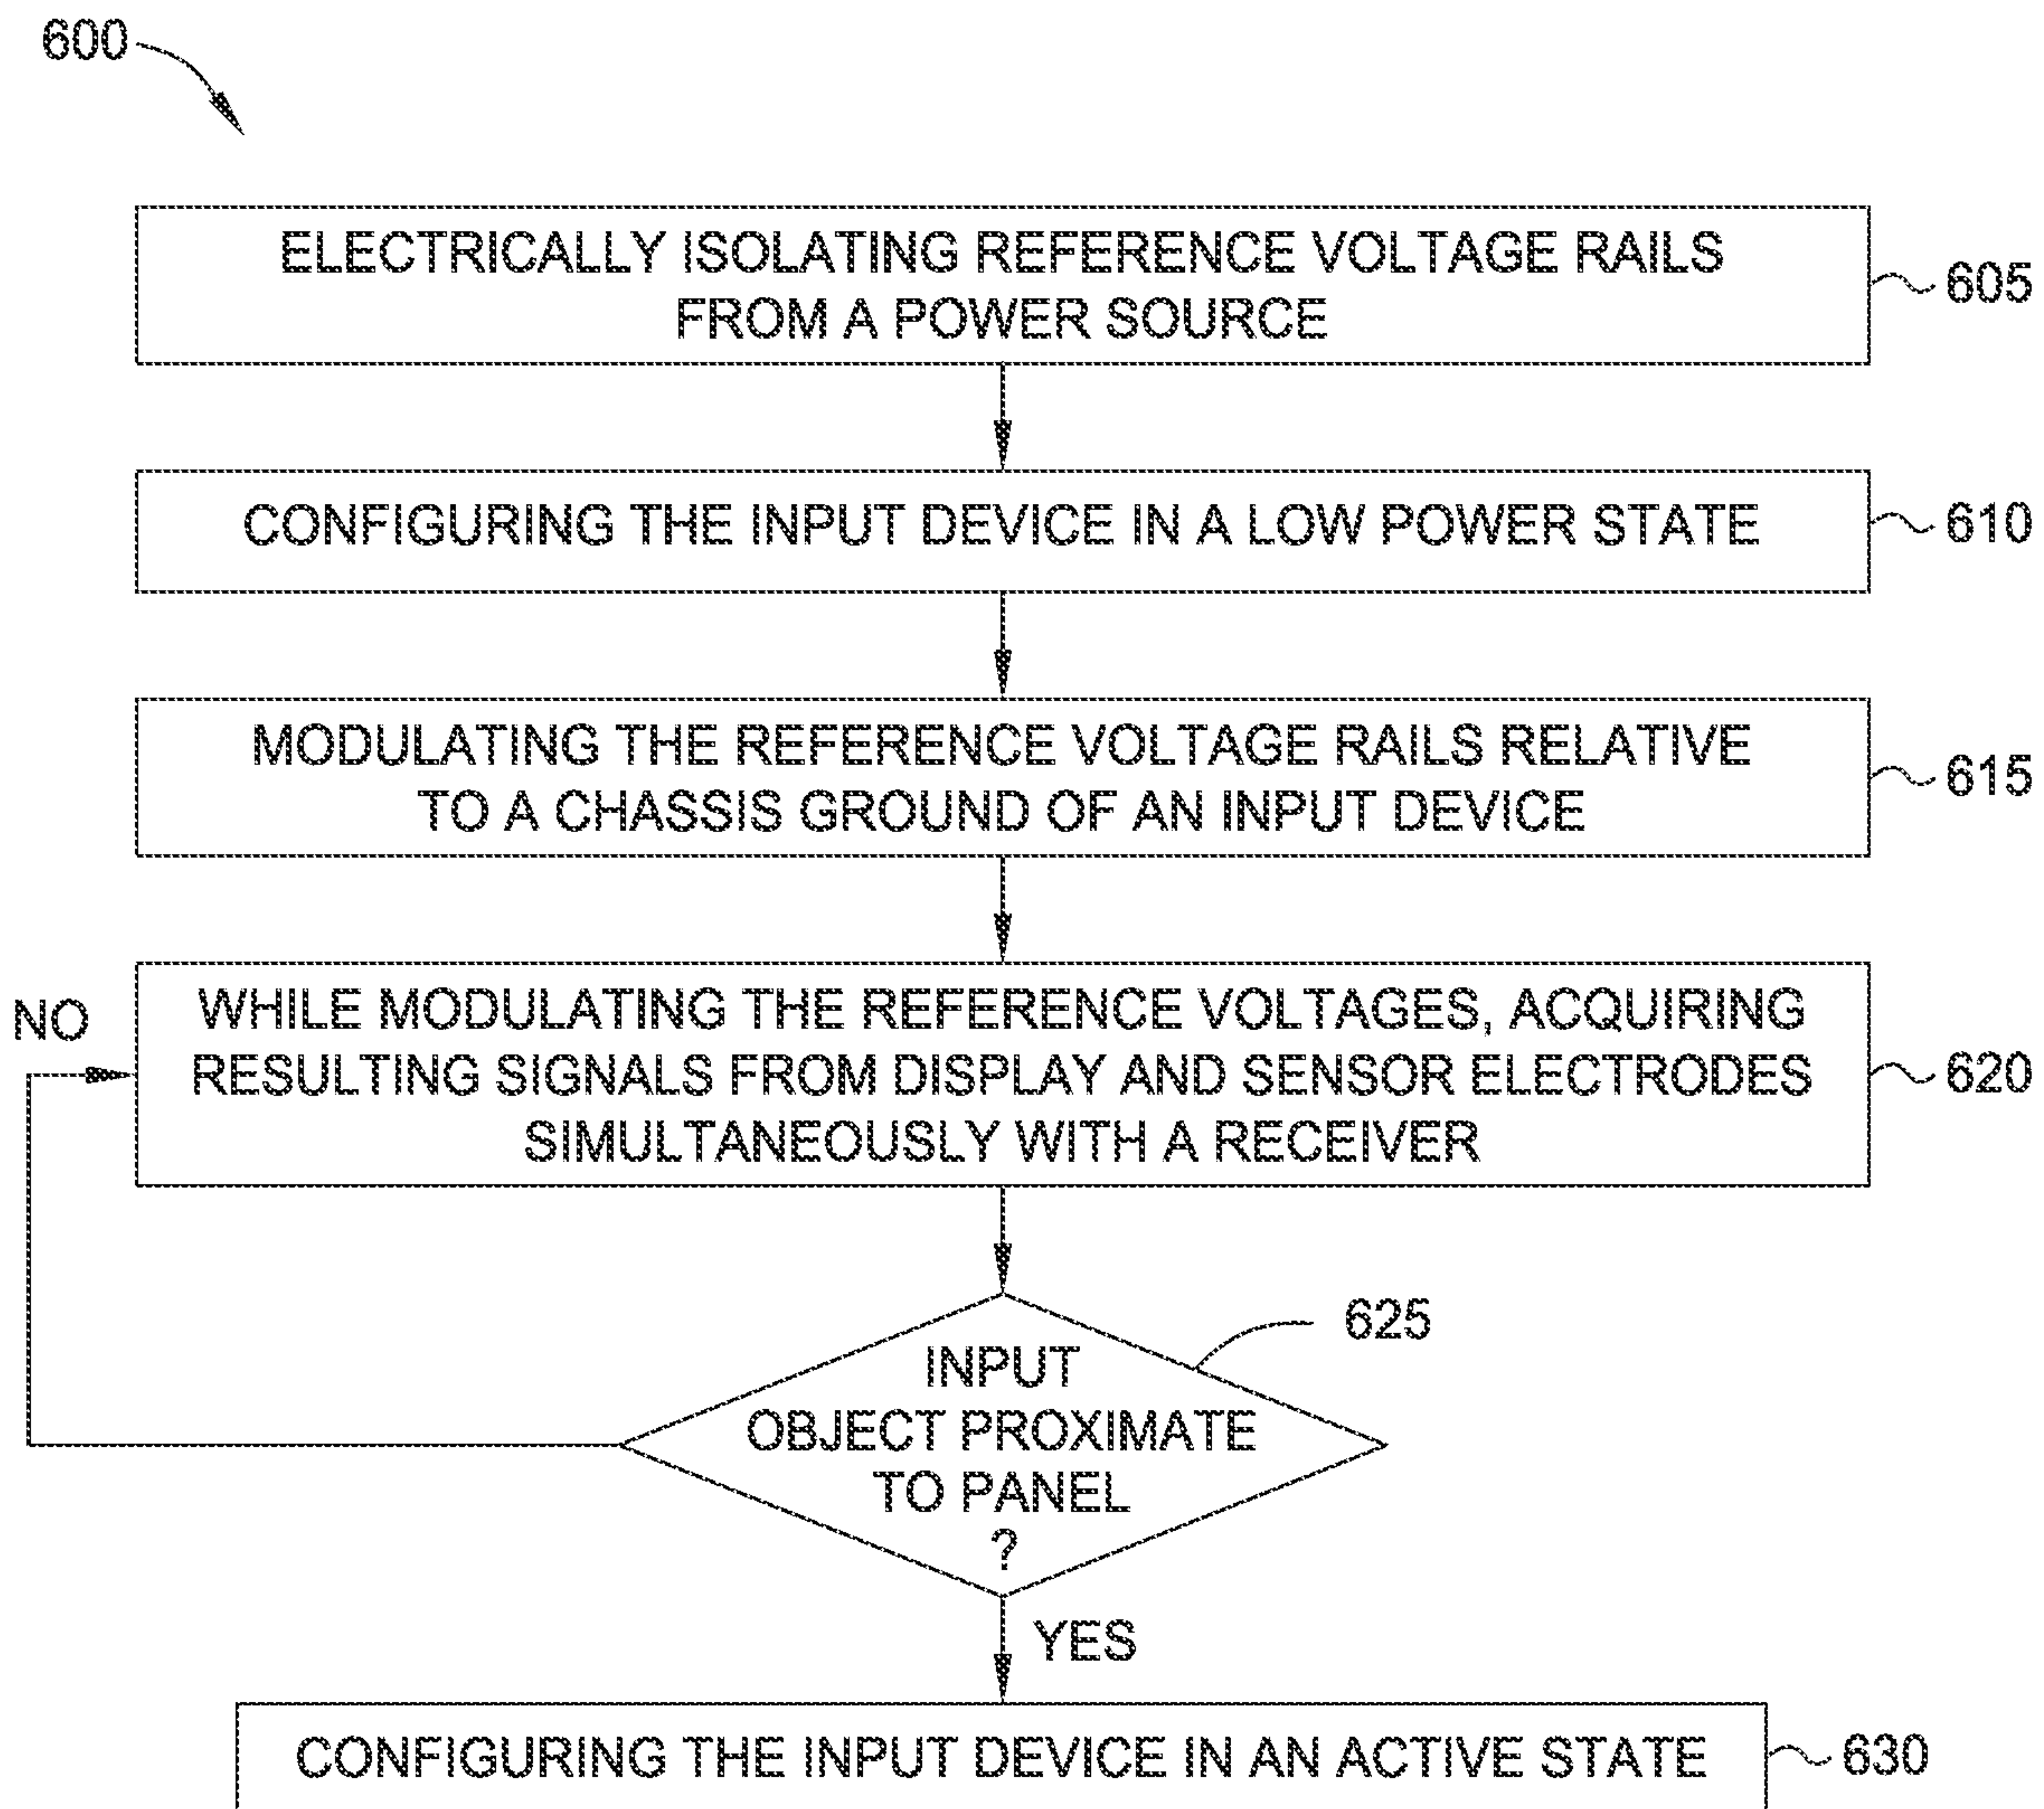 600
ELECTRICALLY ISOLATING REFERENCE VOLTAGE RAILS
FROM A POWER SOURCE
605
CONFIGURING THE INPUT DEVICE IN A LOW POWER STATE
610
MODULATING THE REFERENCE VOLTAGE RAILS RELATIVE
TO A CHASSIS GROUND OF AN INPUT DEVICE
615
NO
WHILE MODULATING THE REFERENCE VOLTAGES, ACQUIRING
RESULTING SIGNALS FROM DISPLAY AND SENSOR ELECTRODES
SIMULTANEOUSLY WITH A RECEIVER
620
625
INPUT
OBJECT PROXIMATE
TO PANEL
?
YES
CONFIGURING THE INPUT DEVICE IN AN ACTIVE STATE
630